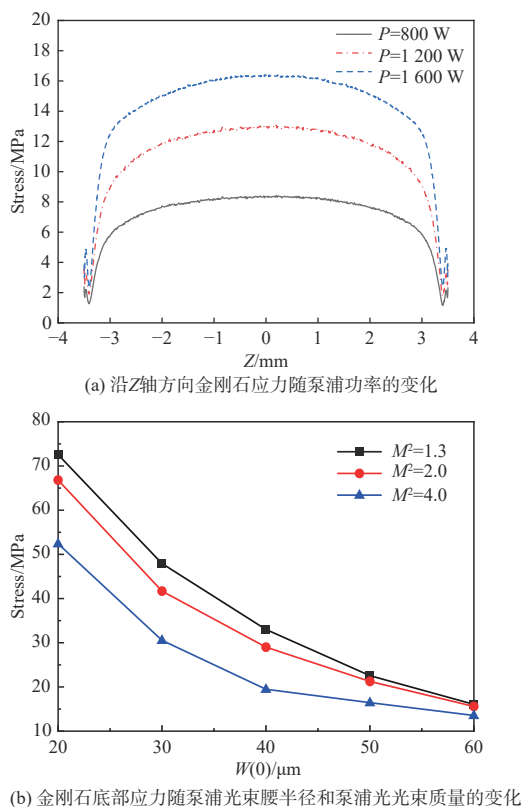 20
18
16
14
12
10
8
6
4
2
0
Stress/MPa
P=800 W
P=1 200 W
P=1 600 W
−4 −3 −2 −1 0 1 2 3 4
Z/mm
(a) 沿Z轴方向金刚石应力随泵浦功率的变化
80
70
60
50
40
30
20
10
Stress/MPa
M²=1.3
M²=2.0
M²=4.0
20 30 40 50 60
W(0)/μm
(b) 金刚石底部应力随泵浦光束腰半径和泵浦光光束质量的变化